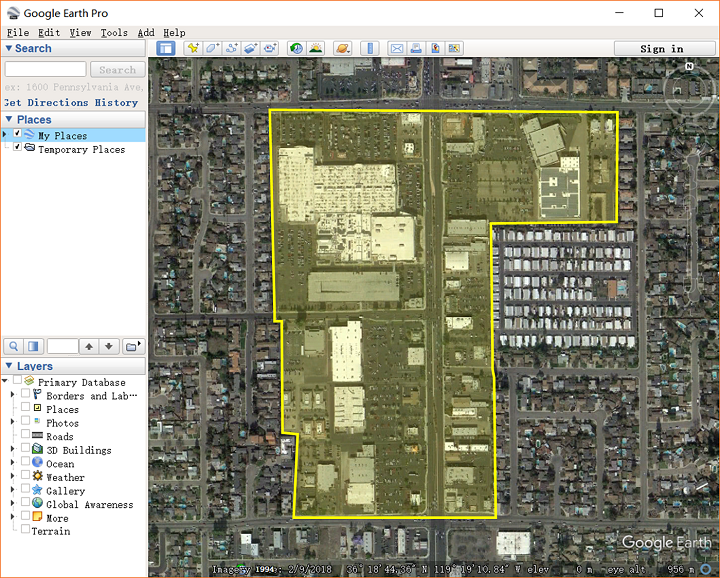 Google Earth Pro
File Edit View Tools Add Help
Sign in
Search
Search
ex: 1600 Pennsylvania Ave,
Get Directions History
Places
My Places
Temporary Places
Layers
Primary Database
Borders and Lab···
Places
Photos
Roads
3D Buildings
Ocean
Weather
Gallery
Global Awareness
More
Terrain
N
Google Earth
1994
Imagery Date: 2/9/2018 36°18'44.36" N 119°19'10.84" W elev 0 m eye alt 956 m